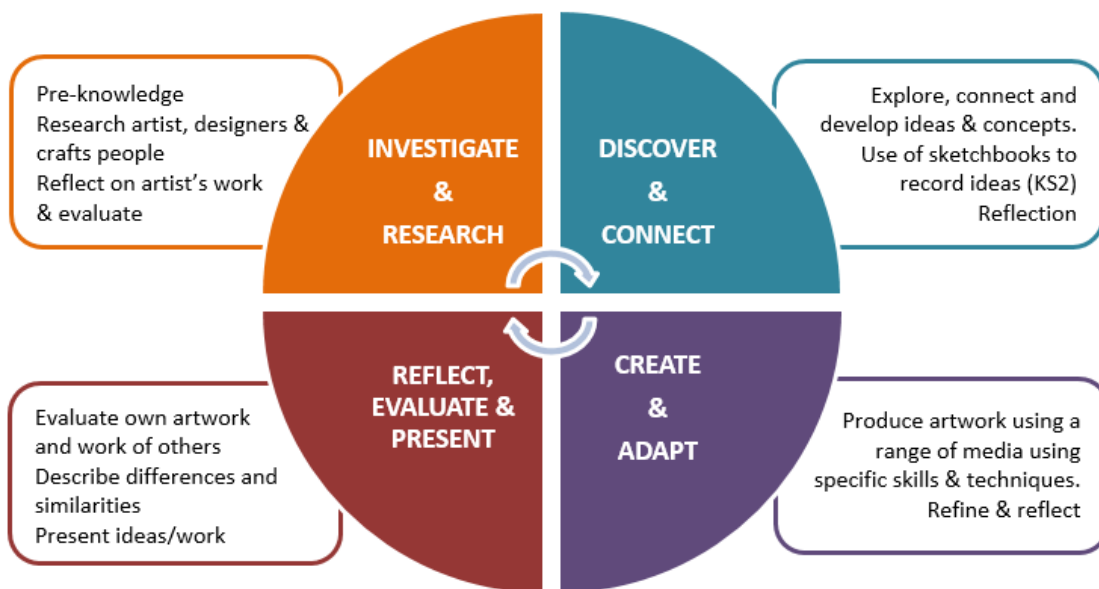 Pre-knowledge
Research artist, designers &
crafts people
Reflect on artist's work
& evaluate
INVESTIGATE
&
RESEARCH
DISCOVER
&
CONNECT
Explore, connect and
develop ideas & concepts.
Use of sketchbooks to
record ideas (KS2)
Reflection
Evaluate own artwork
and work of others
Describe differences and
similarities
Present ideas/work
REFLECT,
EVALUATE &
PRESENT
CREATE
&
ADAPT
Produce artwork using a
range of media using
specific skills & techniques.
Refine & reflect